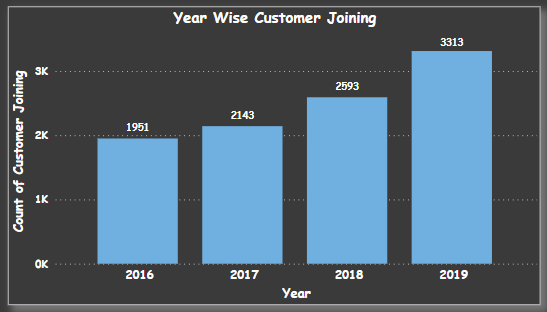 Year Wise Customer Joining
Count of Customer Joining
3K
2K
1K
0K
1951
2143
2593
3313
2016
2017
2018
2019
Year